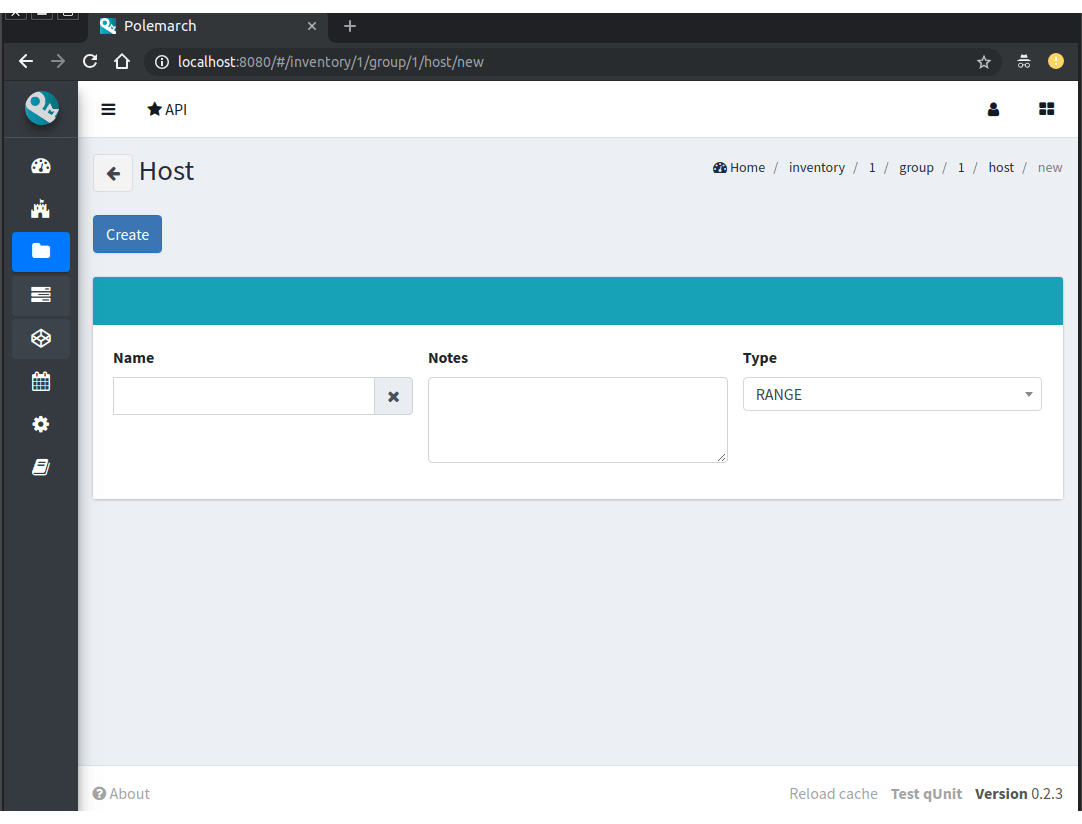 Polemarch
localhost:8080/#/inventory/1/group/1/host/new
API
Host
Home / inventory / 1 / group / 1 / host / new
Create
Name Notes Type
RANGE
About
Reload cache Test qUnit Version 0.2.3